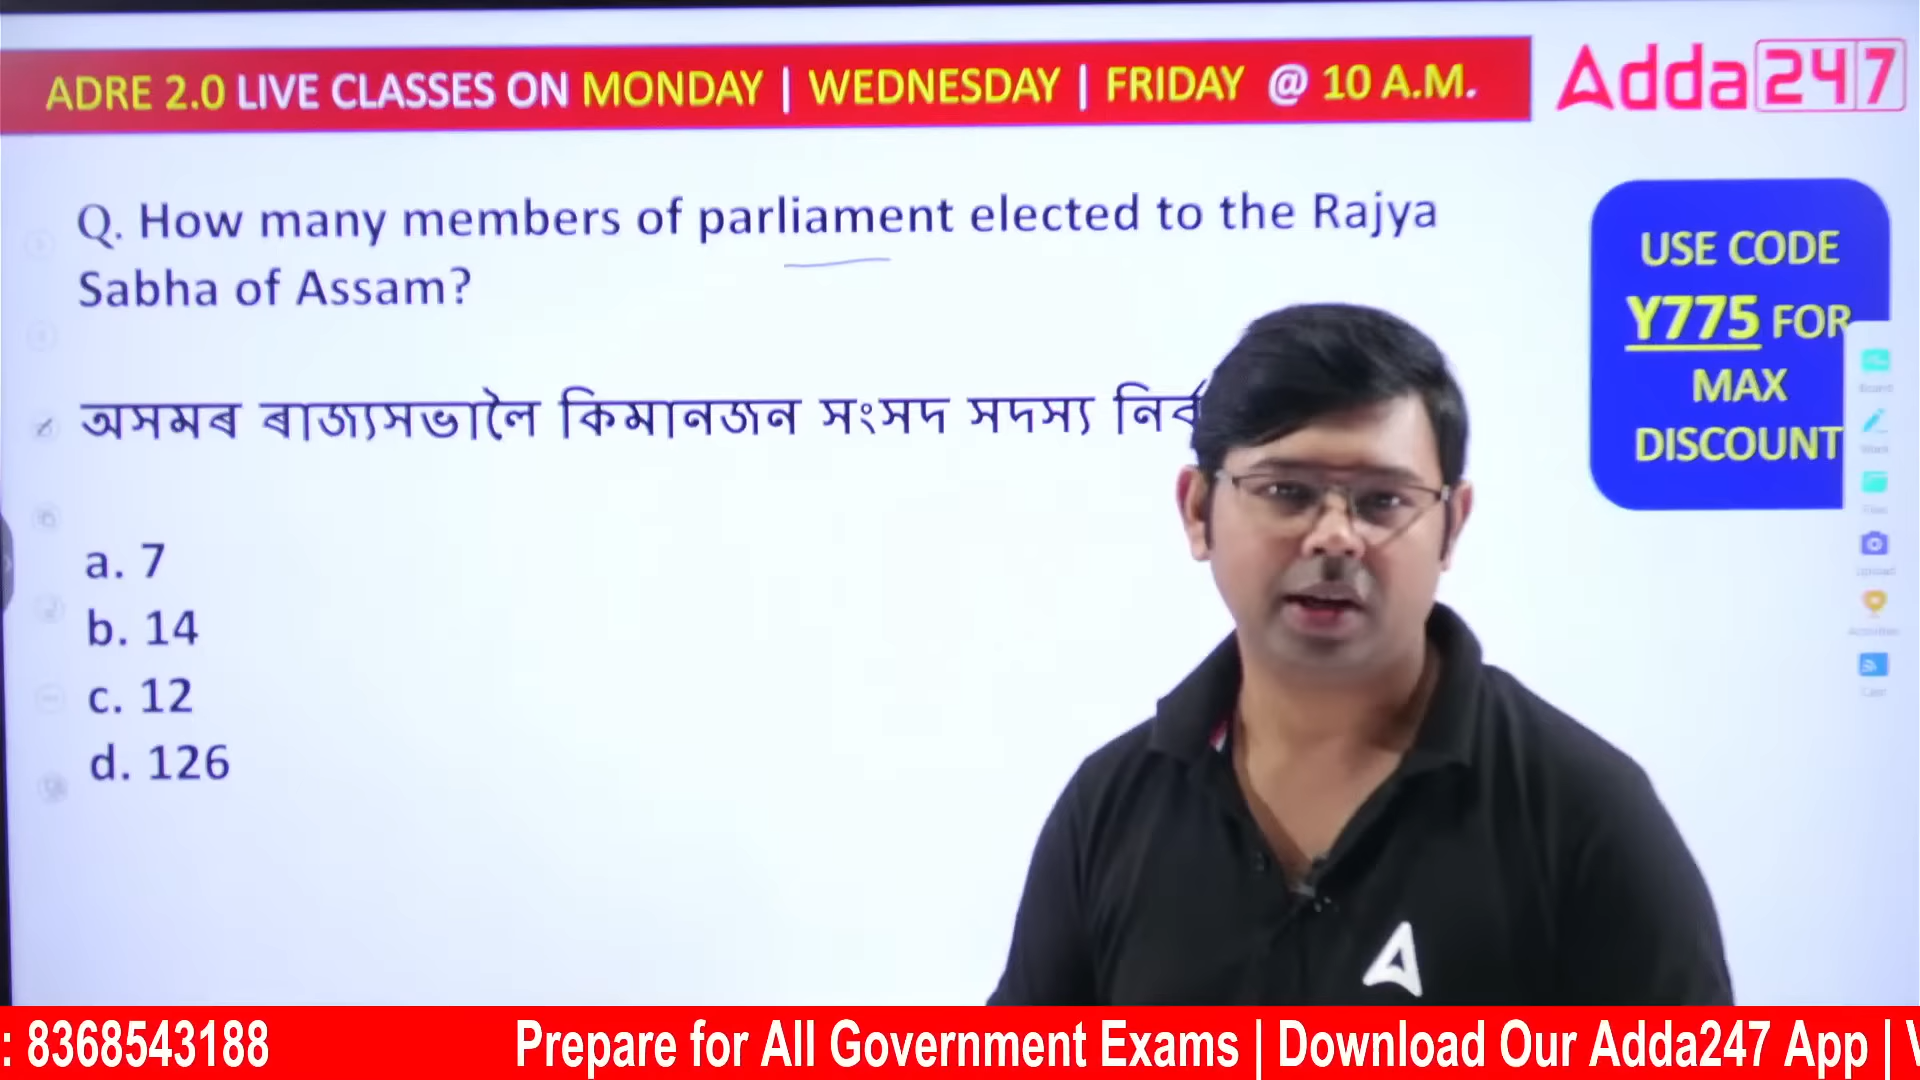 ADRE 2.0 LIVE CLASSES ON MONDAY | WEDNESDAY | FRIDAY @ 10 A.M.
Adda247
Q. How many members of parliament elected to the Rajya
Sabha of Assam?
অসমৰ ৰাজ্যসভালৈ কিমানজন সংসদ সদস্য
a. 7
b. 14
c. 12
d. 126
USE CODE
Y775 FOR
MAX
DISCOUNT
: 8368543188 Prepare for All Government Exams | Download Our Adda247 App |